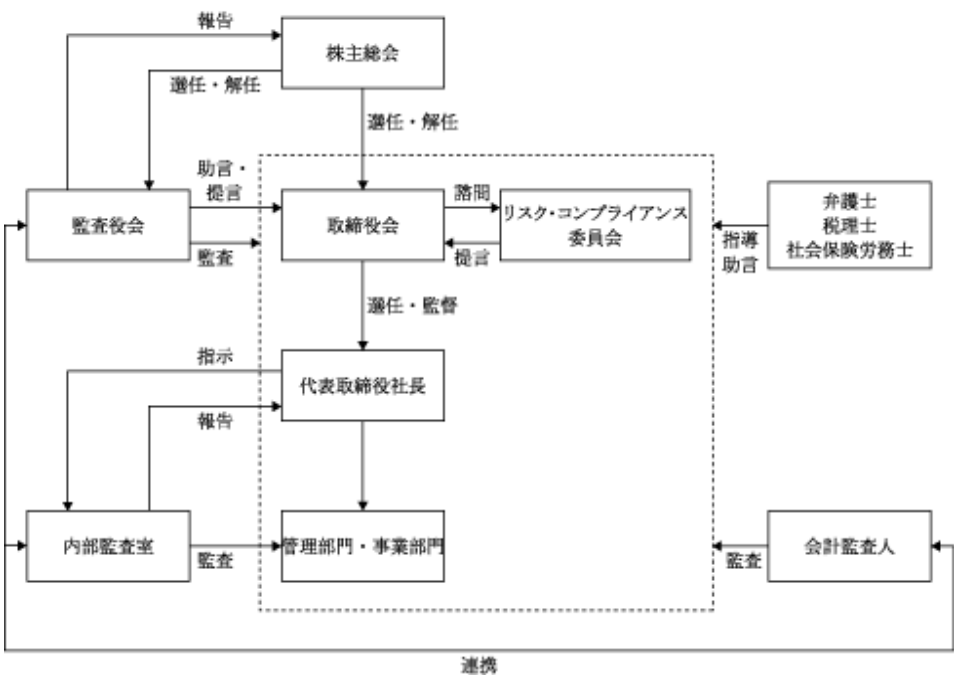 報告
株主総会
選任・解任
選任・解任
助言・
提言
監査役会
取締役会
諮問
リスク・コンプライアンス
委員会
弁護士
税理士
社会保険労務士
監査
提言
指導
助言
選任・監督
指示
代表取締役社長
報告
内部監査室
管理部門・事業部門
会計監査人
監査
監査
連携